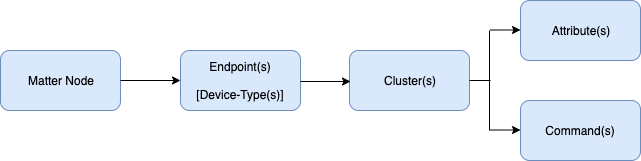 Matter Node
Endpoint(s)
[Device-Type(s)]
Cluster(s)
Attribute(s)
Command(s)